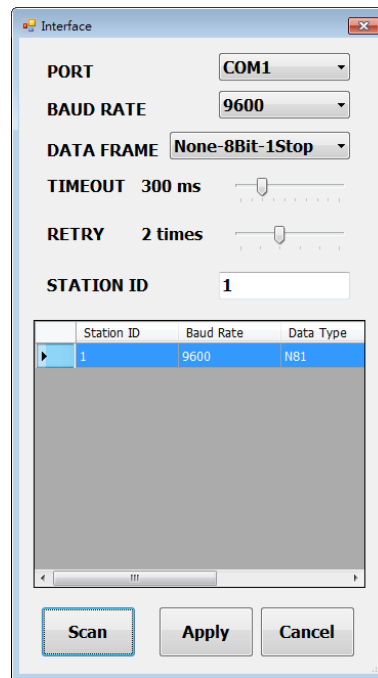 Interface
PORT COM1
BAUD RATE 9600
DATA FRAME None-8Bit-1Stop
TIMEOUT 300 ms
RETRY 2 times
STATION ID 1
Station ID Baud Rate Data Type
1 9600 N81
Scan Apply Cancel